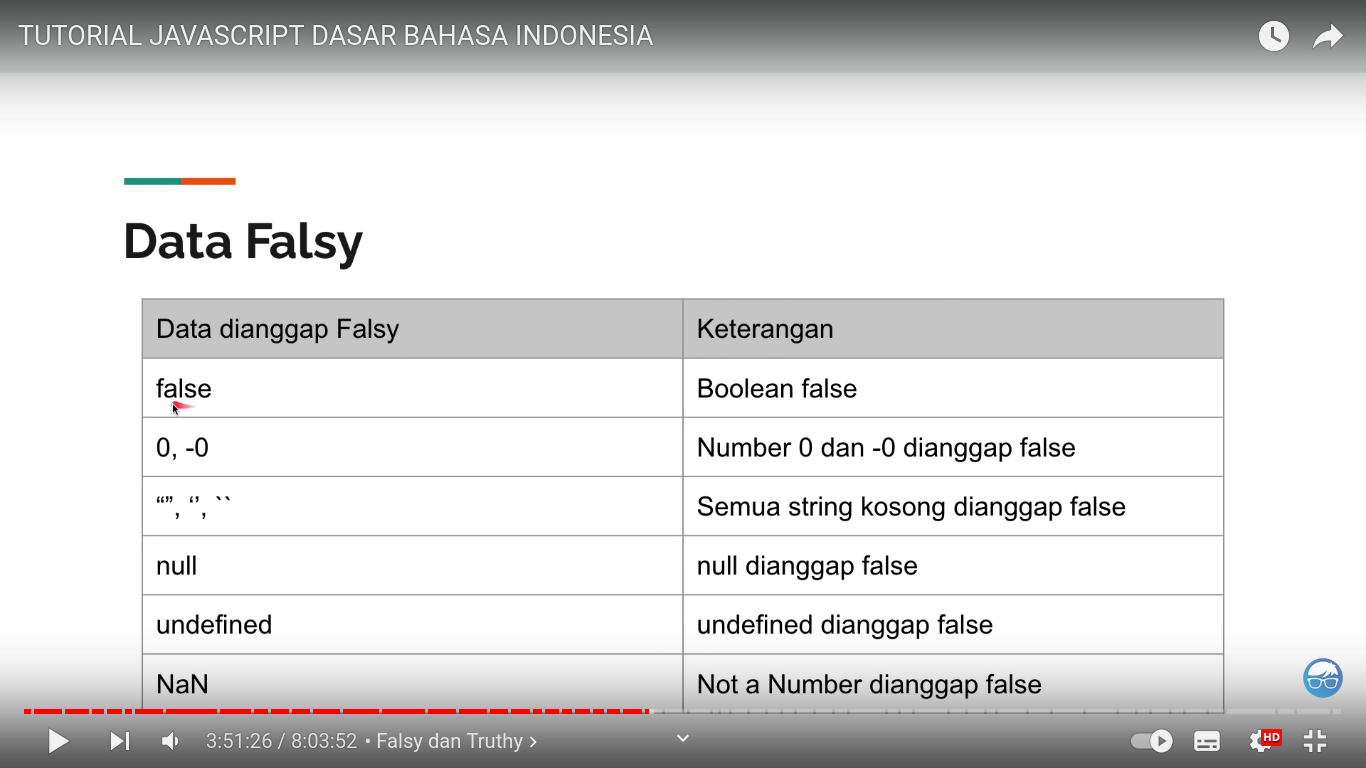 TUTORIAL JAVASCRIPT DASAR BAHASA INDONESIA
Data Falsy
Data dianggap Falsy Keterangan
false Boolean false
0, -0 Number 0 dan -0 dianggap false
“”, ‘’, `` Semua string kosong dianggap false
null null dianggap false
undefined undefined dianggap false
NaN Not a Number dianggap false
3:51:26 / 8:03:52 • Falsy dan Truthy >
HD